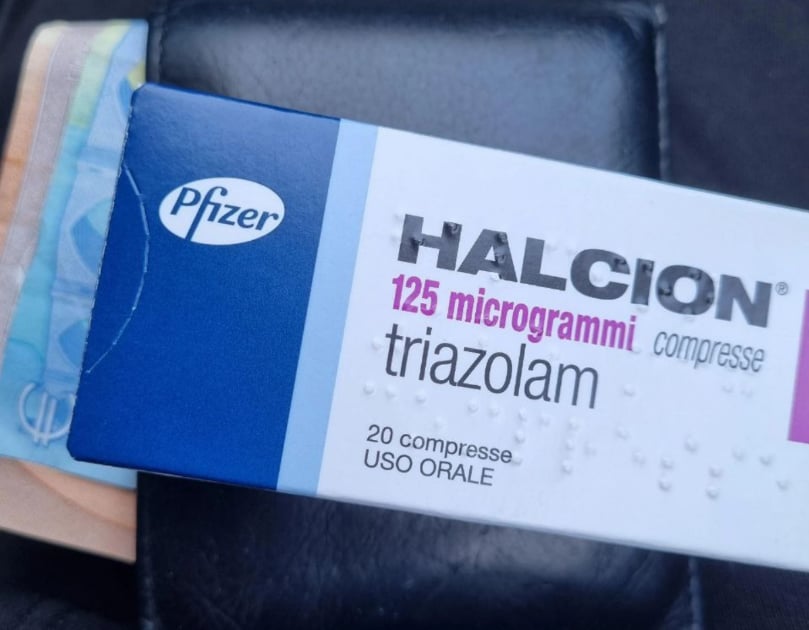 Pfizer
HALCION®
125 microgrammi compresse
triazolam
20 compresse
USO ORALE